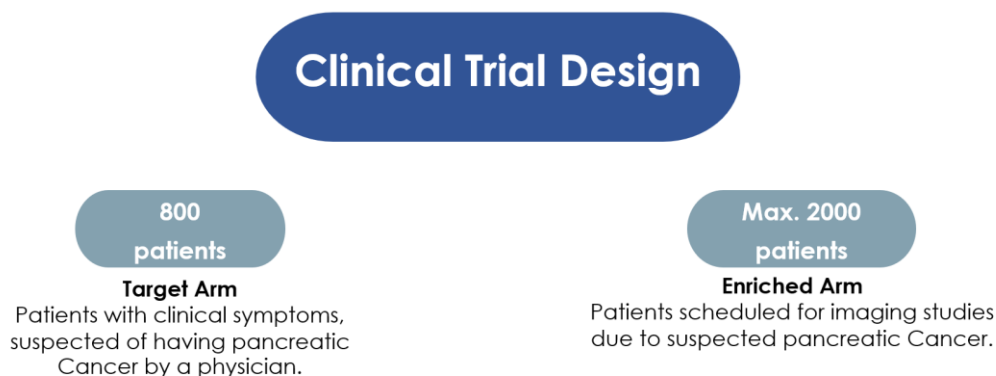 Clinical Trial Design
800
patients
Target Arm
Patients with clinical symptoms,
suspected of having pancreatic
Cancer by a physician.
Max. 2000
patients
Enriched Arm
Patients scheduled for imaging studies
due to suspected pancreatic Cancer.